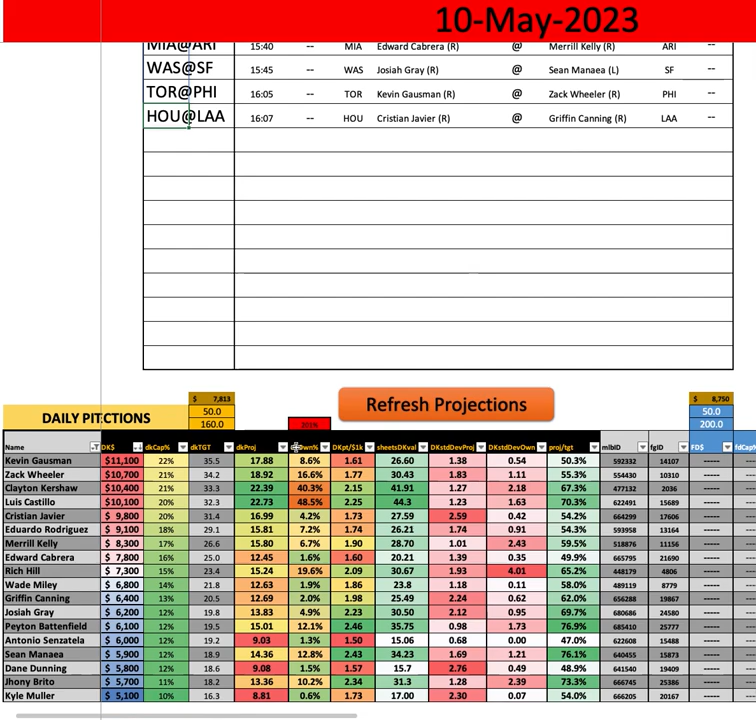 10-May-2023
MIA@ARI 15:40 -- MIA Edward Cabrera (R) @ Merrill Kelly (R) ARI --
WAS@SF 15:45 -- WAS Josiah Gray (R) @ Sean Manaea (L) SF --
TOR@PHI 16:05 -- TOR Kevin Gausman (R) @ Zack Wheeler (R) PHI --
HOU@LAA 16:07 -- HOU Cristian Javier (R) @ Griffin Canning (R) LAA --
$ 7,813 $ 8,750
DAILY PITCTIONS 50.0 Refresh Projections 50.0
160.0 201% 200.0
Name DK$ dkCap% dkTGT dkProj DKpt/$1k sheetsDKval DKstdDevProj DKstdDevOwn proj/tgt mlbID fgID FD$ fdCap%
Kevin Gausman $11,100 22% 35.5 17.88 8.6% 1.61 26.60 1.38 0.54 50.3% 592332 14107 -----
Zack Wheeler $10,700 21% 34.2 18.92 16.6% 1.77 30.43 1.83 1.11 55.3% 554430 10310 -----
Clayton Kershaw $10,400 21% 33.3 22.39 40.3% 2.15 41.91 1.27 2.18 67.3% 477132 2036 -----
Luis Castillo $10,100 20% 32.3 22.73 48.5% 2.25 44.3 1.23 1.63 70.3% 622491 15689 -----
Cristian Javier $ 9,800 20% 31.4 16.99 4.2% 1.73 27.59 2.59 0.42 54.2% 664299 17606 -----
Eduardo Rodriguez $ 9,100 18% 29.1 15.81 7.2% 1.74 26.21 1.74 0.91 54.3% 593958 13164 -----
Merrill Kelly $ 8,300 17% 26.6 15.80 6.7% 1.90 28.70 1.01 2.43 59.5% 518876 11156 -----
Edward Cabrera $ 7,800 16% 25.0 12.45 1.6% 1.60 20.21 1.39 0.35 49.9% 665795 21690 -----
Rich Hill $ 7,300 15% 23.4 15.24 19.6% 2.09 30.67 1.93 4.01 65.2% 448179 4806 -----
Wade Miley $ 6,800 14% 21.8 12.63 1.9% 1.86 23.8 1.18 0.11 58.0% 489119 8779 -----
Griffin Canning $ 6,400 13% 20.5 12.69 2.0% 1.98 25.49 2.24 0.62 62.0% 656288 19867 -----
Josiah Gray $ 6,200 12% 19.8 13.83 4.9% 2.23 30.50 2.12 0.95 69.7% 680686 24580 -----
Peyton Battenfield $ 6,100 12% 19.5 15.01 12.1% 2.46 35.75 0.98 1.73 76.9% 685410 25777 -----
Antonio Senzatela $ 6,000 12% 19.2 9.03 1.3% 1.50 15.06 0.68 0.00 47.0% 622608 15488 -----
Sean Manaea $ 5,900 12% 18.9 14.36 12.8% 2.43 34.23 1.69 1.21 76.1% 640455 15873 -----
Dane Dunning $ 5,800 12% 18.6 9.08 1.5% 1.57 15.7 2.76 0.49 48.9% 641540 19409 -----
Jhony Brito $ 5,700 11% 18.2 13.36 10.2% 2.34 31.3 1.28 2.39 73.3% 666745 25386 -----
Kyle Muller $ 5,100 10% 16.3 8.81 0.6% 1.73 17.00 2.30 0.07 54.0% 666205 20167 -----